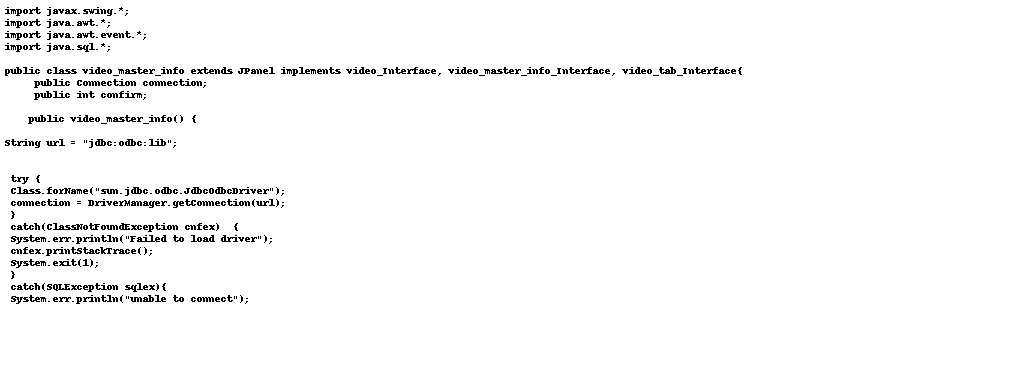 import javax.swing.*;
import java.awt.*;
import java.awt.event.*;
import java.sql.*;
public class video_master_info extends JPanel implements video_Interface, video_master_info_Interface, video_tab_Interface{
public Connection connection;
public int confirm;
public video_master_info() {
String url = "jdbc:odbc:lib";
try {
Class.forName("sun.jdbc.odbc.JdbcOdbcDriver");
connection = DriverManager.getConnection(url);
}
catch(ClassNotFoundException cnfex)  {
System.err.println("Failed to load driver");
cnfex.printStackTrace();
System.exit(1);
}
catch(SQLException sqlex){
System.err.println("unable to connect");